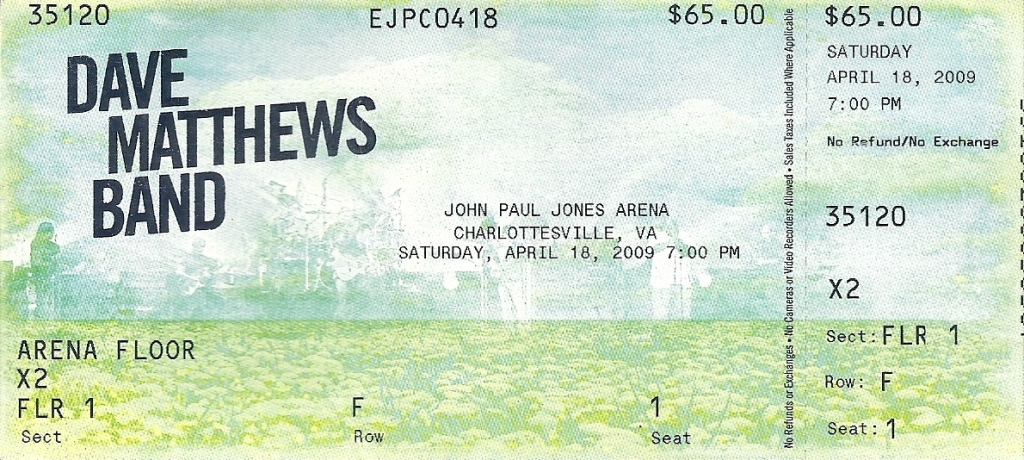 35120
EJPC0418
$65.00
DAVE
MATTHEWS
BAND
JOHN PAUL JONES ARENA
CHARLOTTESVILLE, VA
SATURDAY, APRIL 18, 2009 7:00 PM
ARENA FLOOR
X2
FLR 1
F
1
Sect
Row
Seat
No Refunds or Exchanges • No Cameras or Video Recorders Allowed • Sales Taxes Included Where Applicable
$65.00
SATURDAY
APRIL 18, 2009
7:00 PM
No Refund/No Exchange
35120
X2
Sect: FLR 1
Row: F
Seat: 1